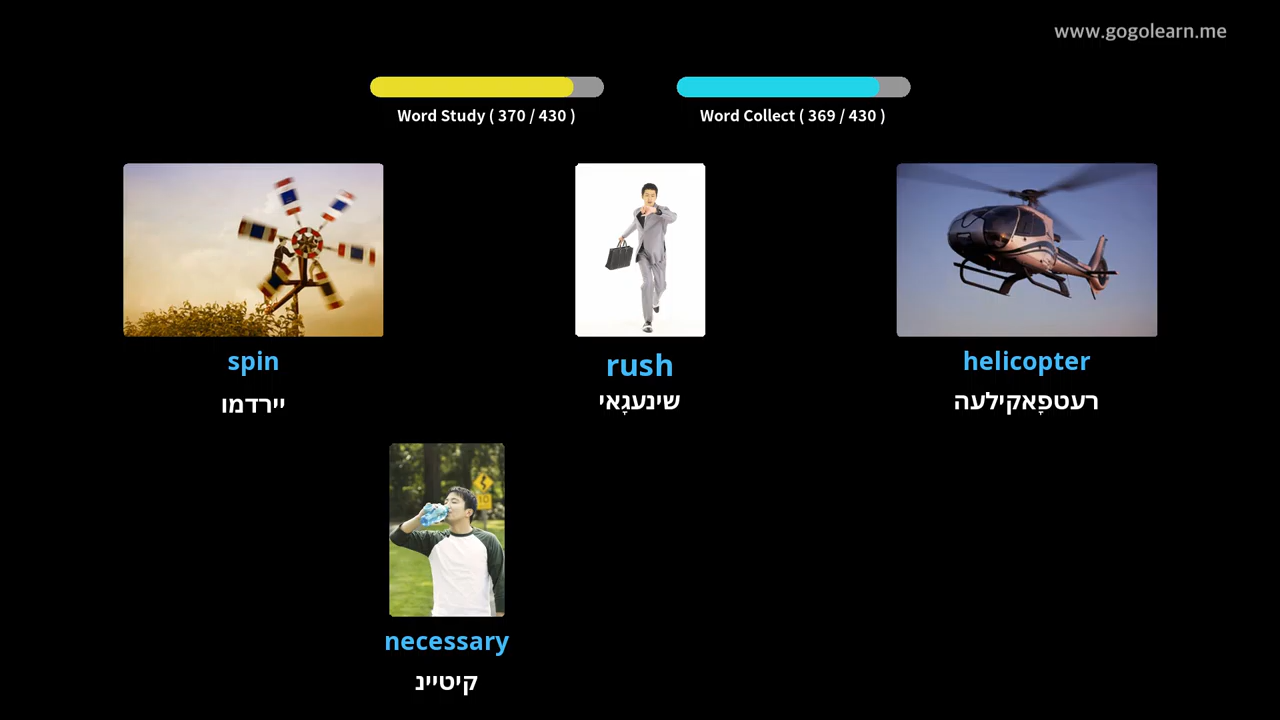 www.gogolearn.me
Word Study ( 370 / 430 )
Word Collect ( 369 / 430 )
spin
יירדמו
rush
שינעגָאי
helicopter
רעטפָאקילעה
necessary
קיטיינ